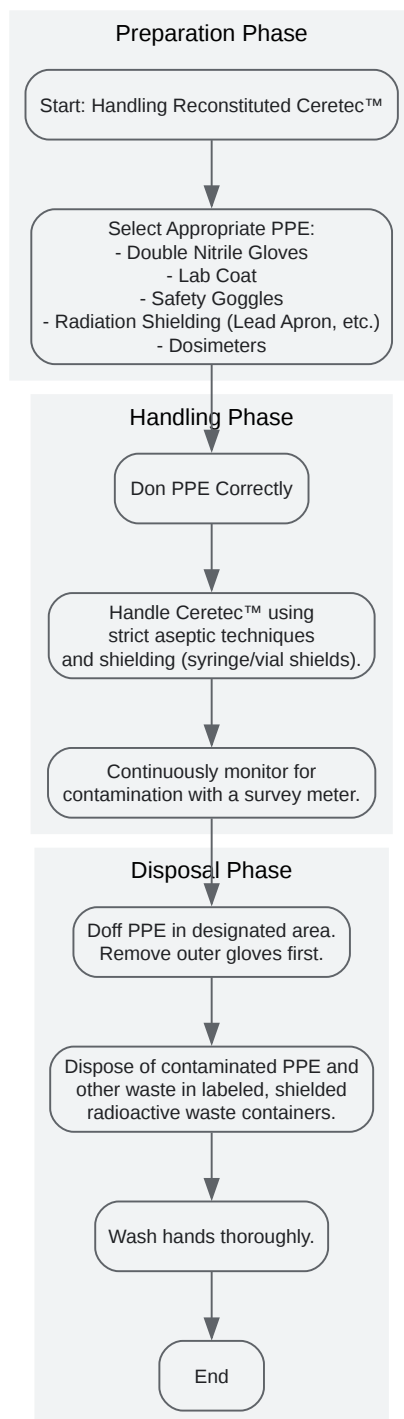 Preparation Phase
Start: Handling Reconstituted Ceretec™
Select Appropriate PPE:
- Double Nitrile Gloves
- Lab Coat
- Safety Goggles
- Radiation Shielding (Lead Apron, etc.)
- Dosimeters
Handling Phase
Don PPE Correctly
Handle Ceretec™ using
strict aseptic techniques
and shielding (syringe/vial shields).
Continuously monitor for
contamination with a survey meter.
Disposal Phase
Doff PPE in designated area.
Remove outer gloves first.
Dispose of contaminated PPE and
other waste in labeled, shielded
radioactive waste containers.
Wash hands thoroughly.
End